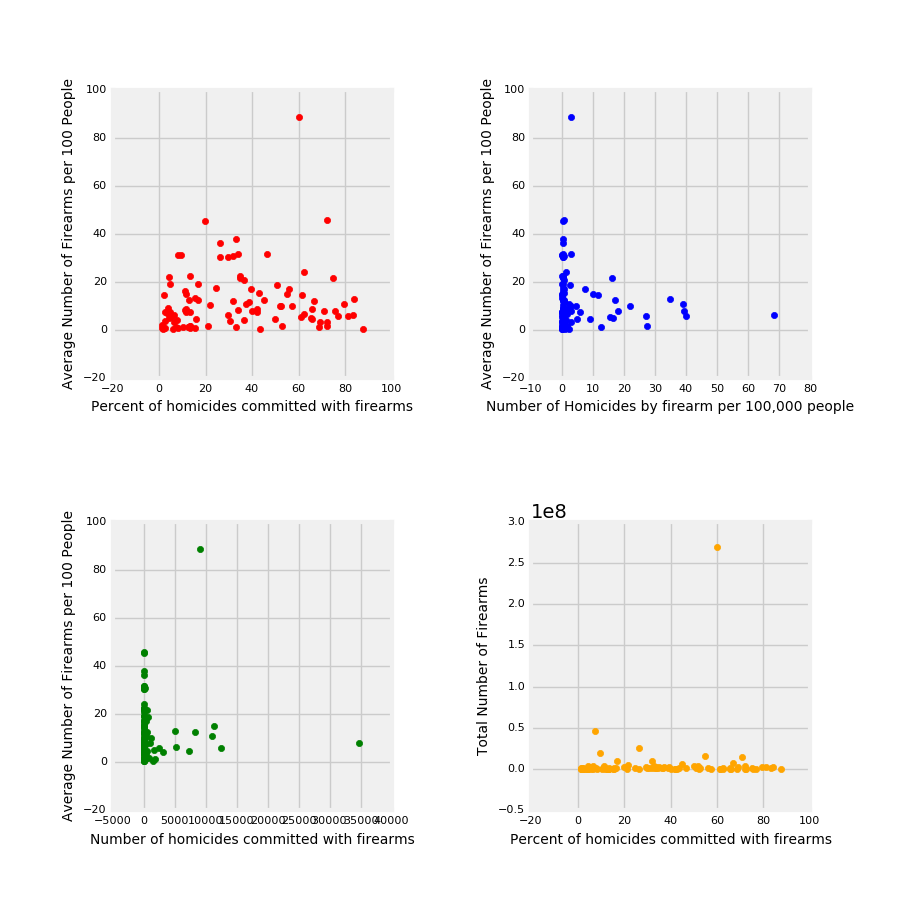 100
80
60
40
20
0
−20
−20 0 20 40 60 80 100
Average Number of Firearms per 100 People
Percent of homicides committed with firearms
100
80
60
40
20
0
−20
−10 0 10 20 30 40 50 60 70 80
Average Number of Firearms per 100 People
Number of Homicides by firearm per 100,000 people
100
80
60
40
20
0
−20
−5000 0 5000 10000 15000 20000 25000 30000 35000 40000
Average Number of Firearms per 100 People
Number of homicides committed with firearms
1e8
3.0
2.5
2.0
1.5
1.0
0.5
0.0
−0.5
−20 0 20 40 60 80 100
Total Number of Firearms
Percent of homicides committed with firearms